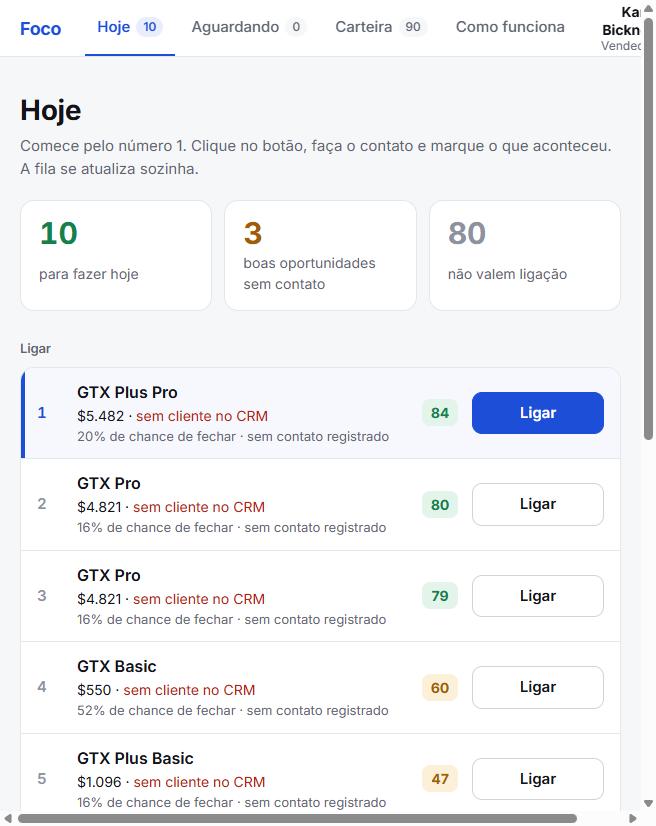 Foco
Hoje 10
Aguardando 0
Carteira 90
Como funciona
Hoje
Comece pelo número 1. Clique no botão, faça o contato e marque o que aconteceu.
A fila se atualiza sozinha.
10
para fazer hoje
3
boas oportunidades
sem contato
80
não valem ligação
Ligar
1
GTX Plus Pro
$5.482 · sem cliente no CRM
20% de chance de fechar · sem contato registrado
84
Ligar
2
GTX Pro
$4.821 · sem cliente no CRM
16% de chance de fechar · sem contato registrado
80
Ligar
3
GTX Pro
$4.821 · sem cliente no CRM
16% de chance de fechar · sem contato registrado
79
Ligar
4
GTX Basic
$550 · sem cliente no CRM
52% de chance de fechar · sem contato registrado
60
Ligar
5
GTX Plus Basic
$1.096 · sem cliente no CRM
16% de chance de fechar · sem contato registrado
47
Ligar